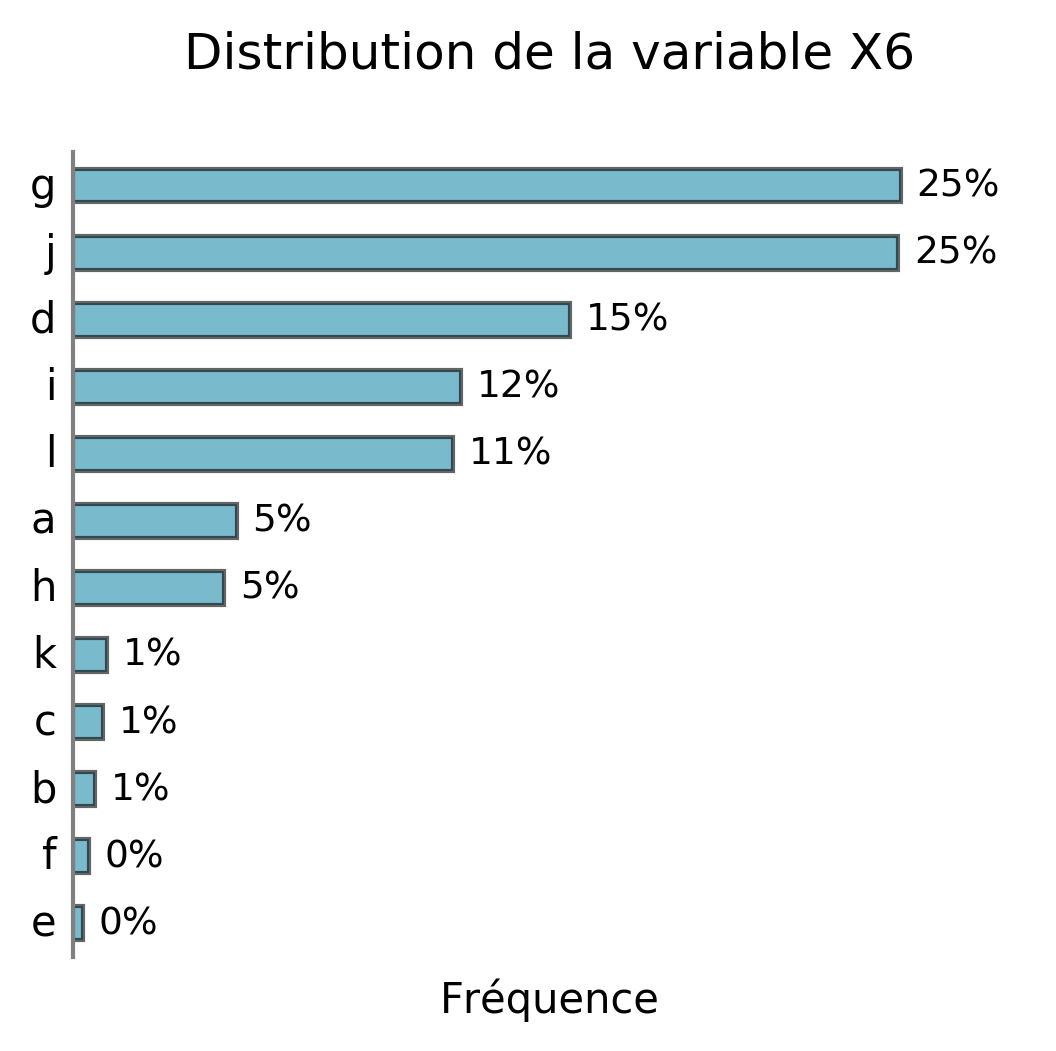 Distribution de la variable X6
g 25%
j 25%
d 15%
i 12%
l 11%
a 5%
h 5%
k 1%
c 1%
b 1%
f 0%
e 0%
Fréquence